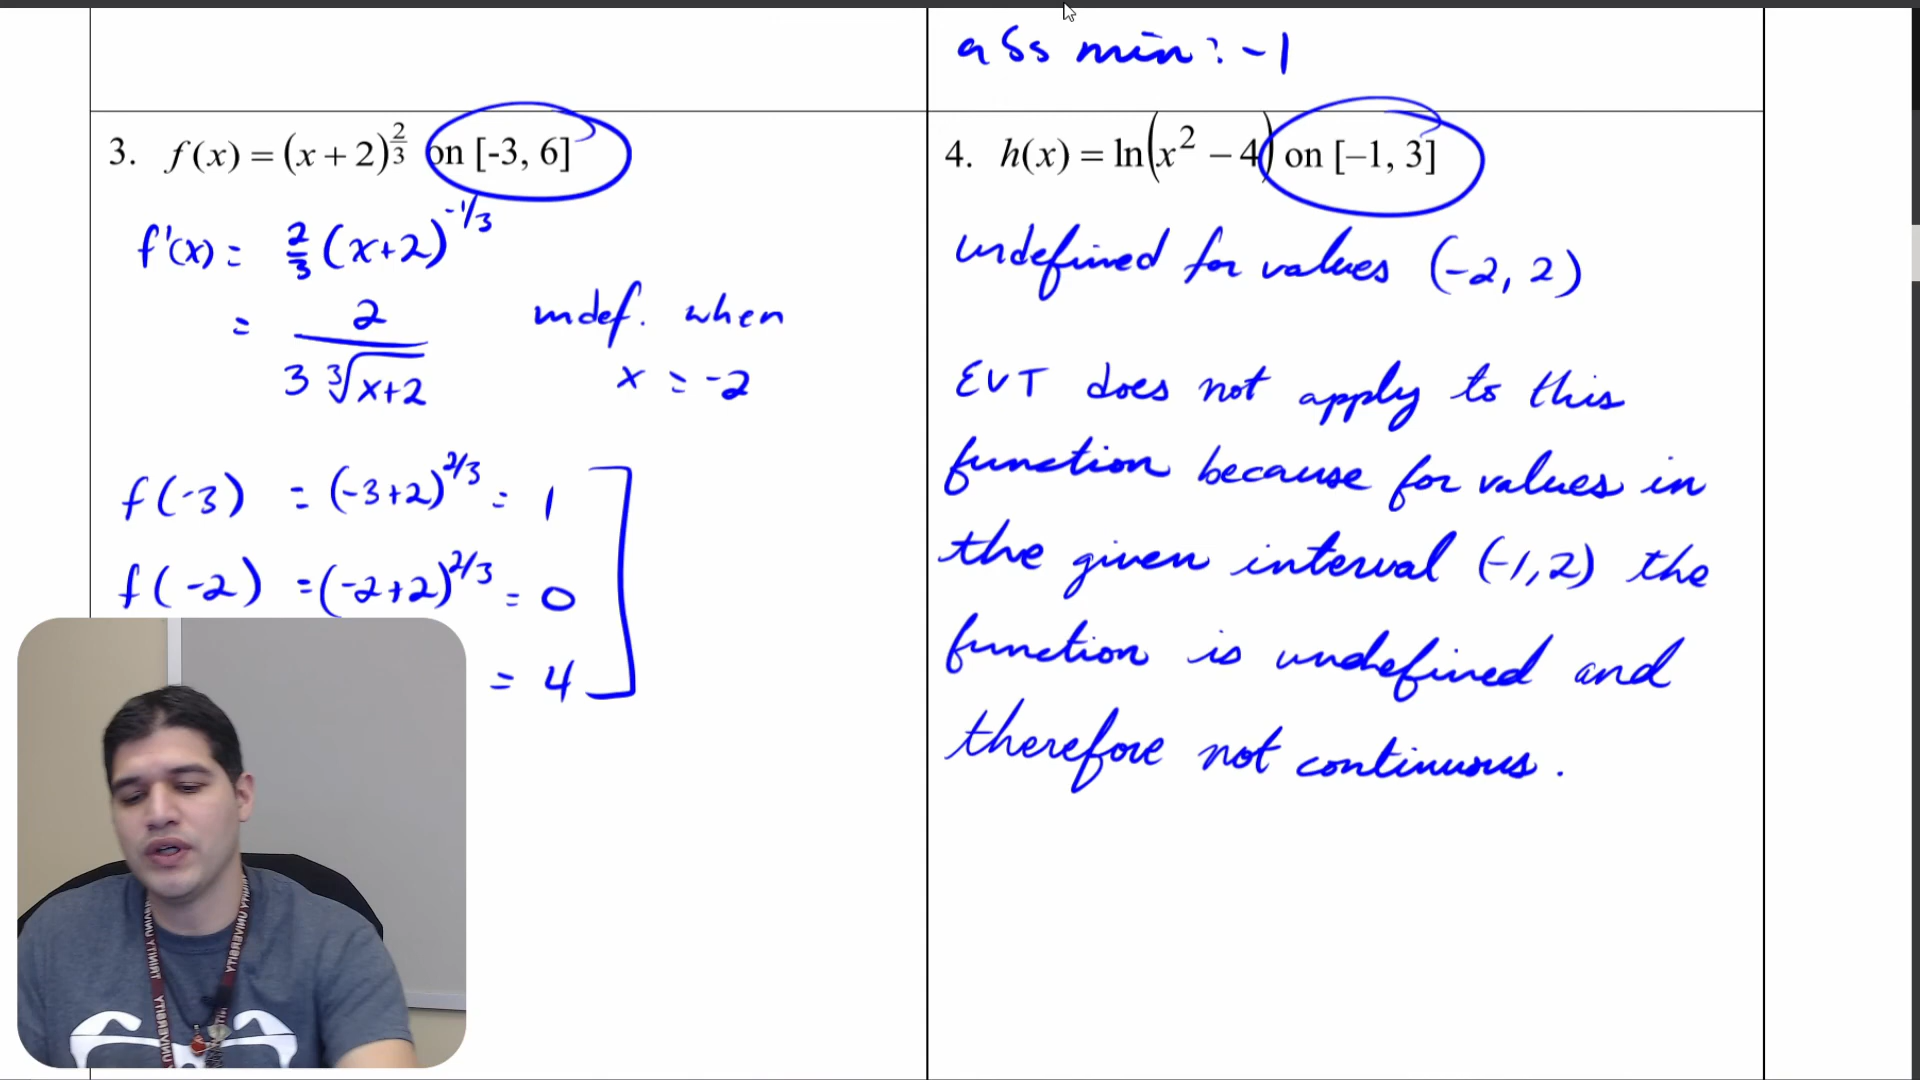 abs min: -1
3. f(x) = (x + 2)^(2/3) on [-3, 6]
f'(x) = 2/3 (x+2)^(-1/3)
= 2 / (3 ∛(x+2))
undef. when
x = -2
f(-3) = (-3+2)^(2/3) = 1
f(-2) = (-2+2)^(2/3) = 0
= 4
4. h(x) = ln(x² − 4) on [−1, 3]
undefined for values (-2, 2)
EVT does not apply to this
function because for values in
the given interval (-1, 2) the
function is undefined and
therefore not continuous.
TRINITY UNIVERSITY